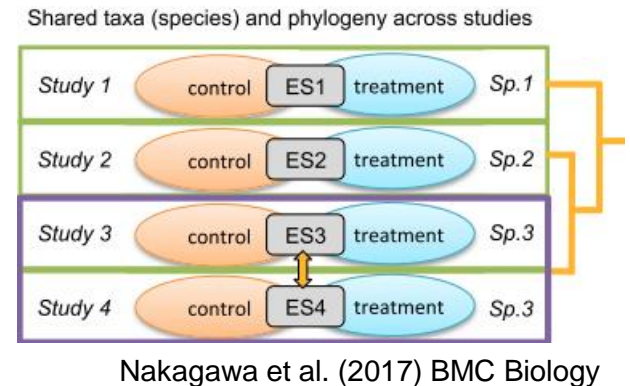 Shared taxa (species) and phylogeny across studies
Study 1 control ES1 treatment Sp.1
Study 2 control ES2 treatment Sp.2
Study 3 control ES3 treatment Sp.3
Study 4 control ES4 treatment Sp.3
Nakagawa et al. (2017) BMC Biology